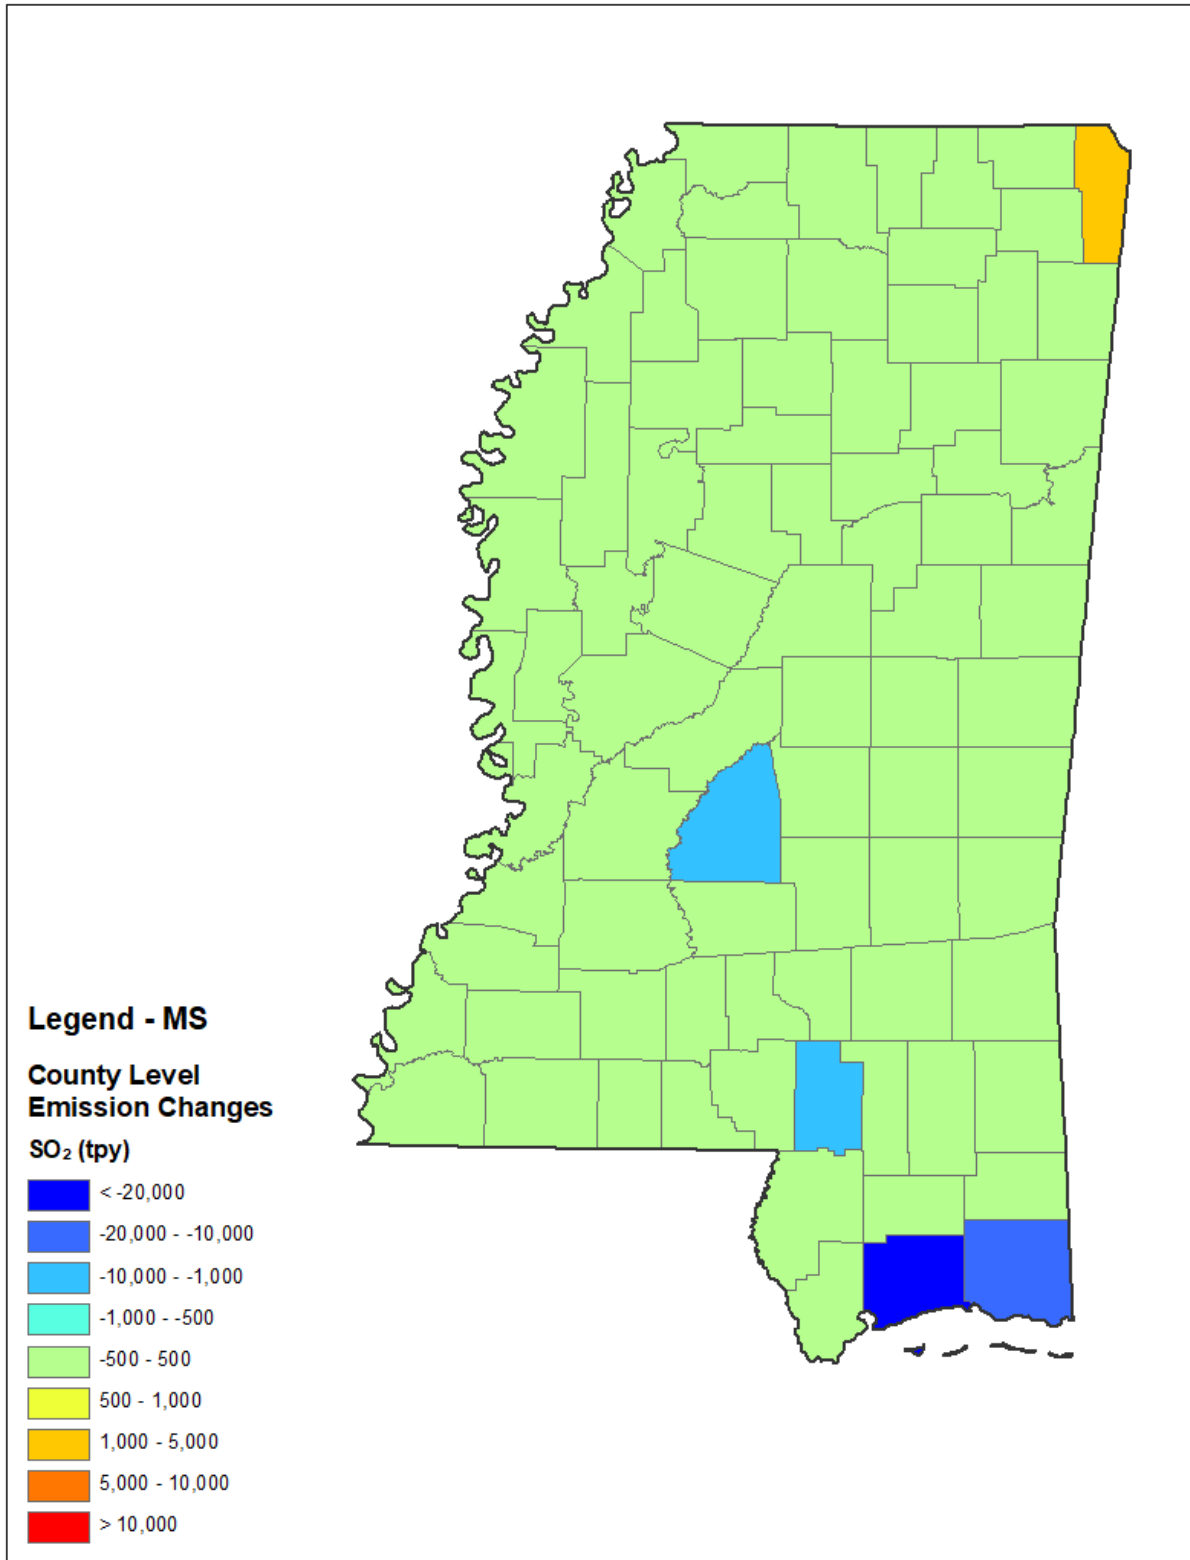 Legend - MS
County Level
Emission Changes
SO₂ (tpy)
< -20,000
-20,000 - -10,000
-10,000 - -1,000
-1,000 - -500
-500 - 500
500 - 1,000
1,000 - 5,000
5,000 - 10,000
> 10,000